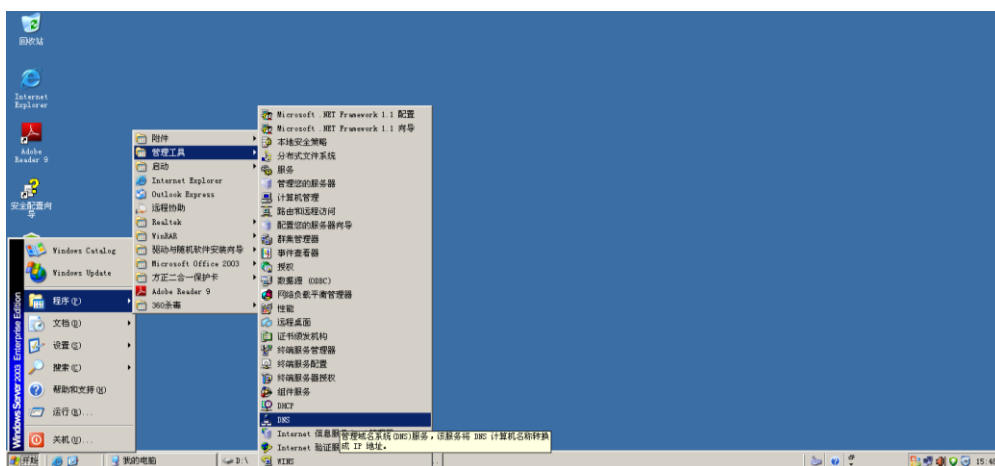 回收站
Internet
Explorer
Adobe
Reader 9
安全配置向
导
Windows Catalog
Windows Update
程序(P)
文档(D)
设置(S)
搜索(C)
帮助和支持(H)
运行(R)...
关机(U)...
Windows Server 2003 Enterprise Edition
附件
管理工具
启动
Internet Explorer
Outlook Express
远程协助
Realtek
WinRAR
驱动与随机软件安装向导
Microsoft Office 2003
方正二合一保护卡
Adobe Reader 9
360杀毒
Microsoft .NET Framework 1.1 配置
Microsoft .NET Framework 1.1 向导
本地安全策略
分布式文件系统
服务
管理您的服务器
计算机管理
路由和远程访问
配置您的服务器向导
群集管理器
事件查看器
授权
数据源 (ODBC)
网络负载平衡管理器
性能
远程桌面
证书颁发机构
终端服务管理器
终端服务配置
终端服务器授权
组件服务
DHCP
DNS
Internet 信息服
Internet 验证服
WINS
管理域名系统(DNS)服务，该服务将 DNS 计算机名称转换
成 IP 地址。
开始
我的电脑
D:\
15:45